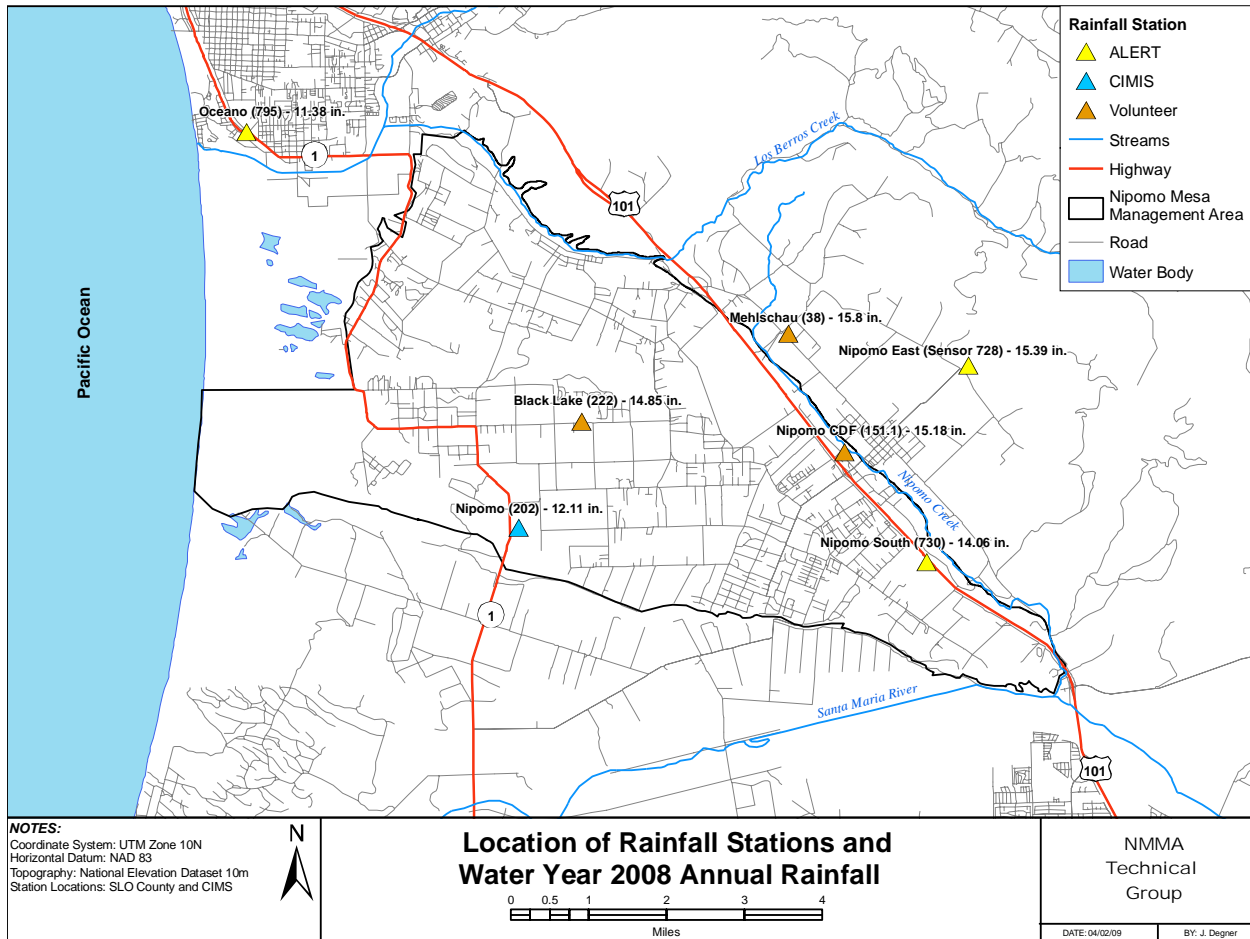 Rainfall Station
ALERT
CIMIS
Volunteer
Streams
Highway
Nipomo Mesa
Management Area
Road
Water Body
Oceano (795) - 11.38 in.
1
101
Los Berros Creek
Pacific Ocean
Mehlschau (38) - 15.8 in.
Nipomo East (Sensor 728) - 15.39 in.
Black Lake (222) - 14.85 in.
Nipomo CDF (151.1) - 15.18 in.
Nipomo Creek
Nipomo (202) - 12.11 in.
Nipomo South (730) - 14.06 in.
1
Santa Maria River
101
NOTES:
Coordinate System: UTM Zone 10N
Horizontal Datum: NAD 83
Topography: National Elevation Dataset 10m
Station Locations: SLO County and CIMS
N
Location of Rainfall Stations and
Water Year 2008 Annual Rainfall
0 0.5 1 2 3 4
Miles
NMMA
Technical
Group
DATE: 04/02/09
BY: J. Degner